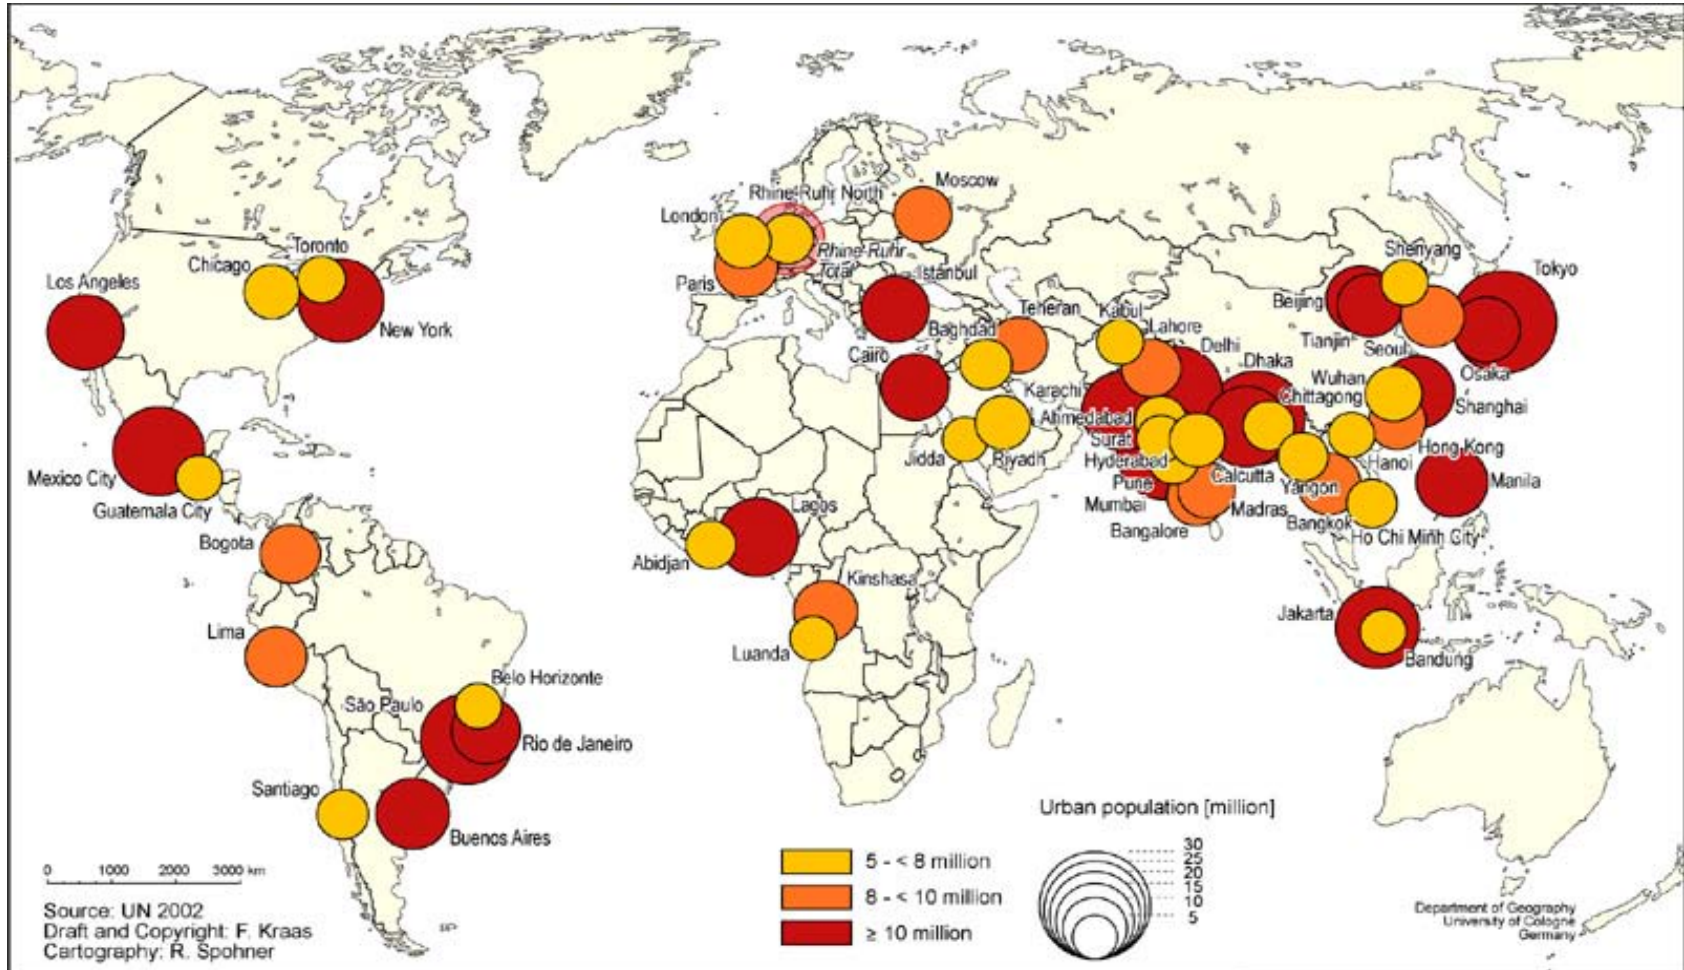 Rhine-Ruhr North
Moscow
London
Rhine-Ruhr
Total
Paris
Istanbul
Toronto
Chicago
Los Angeles
New York
Shenyang
Tokyo
Beijing
Teheran
Kabul
Baghdad
Lahore
Cairo
Delhi
Dhaka
Tianjin
Seoul
Osaka
Wuhan
Karachi
Chittagong
Shanghai
Ahmedabad
Surat
Jidda
Riyadh
Hyderabad
Hanoi
Hong Kong
Mexico City
Calcutta
Pune
Yangon
Manila
Guatemala City
Mumbai
Madras
Lagos
Bangkok
Bangalore
Ho Chi Minh City
Bogota
Abidjan
Kinshasa
Jakarta
Lima
Luanda
Bandung
Belo Horizonte
São Paulo
Rio de Janeiro
Santiago
Buenos Aires
Urban population [million]
30
25
20
15
10
5
5 - < 8 million
8 - < 10 million
≥ 10 million
0 1000 2000 3000 km
Source: UN 2002
Draft and Copyright: F. Kraas
Cartography: R. Spohner
Department of Geography
University of Cologne
Germany